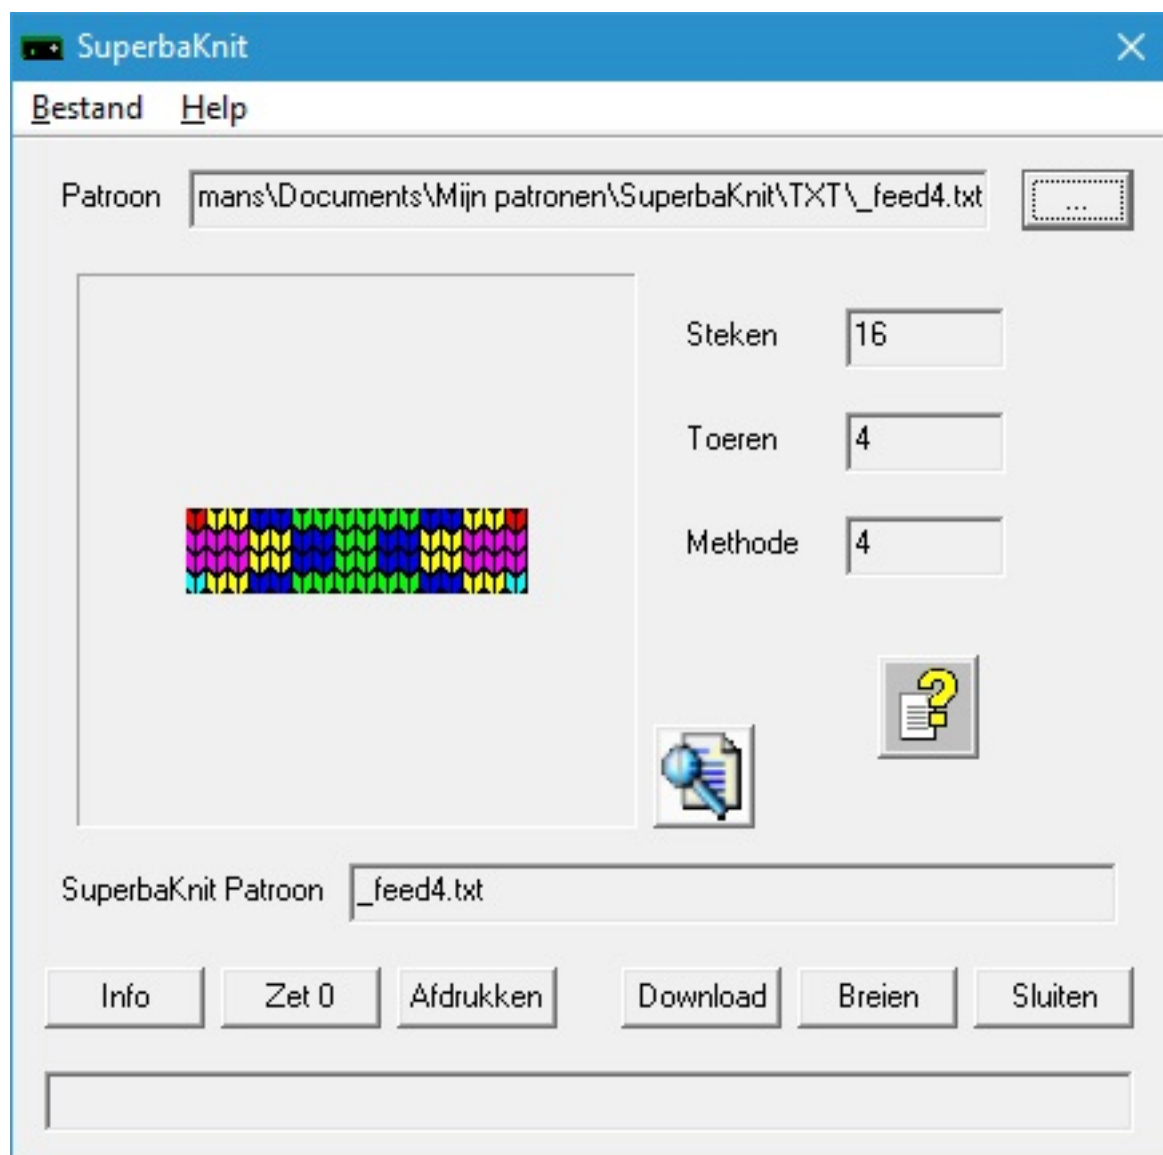 SuperbaKnit
Bestand Help
Patroon mans\Documents\Mijn patronen\SuperbaKnit\TXT\_feed4.txt ...
Steken 16
Toeren 4
Methode 4
SuperbaKnit Patroon _feed4.txt
Info Zet 0 Afdrukken Download Breien Sluiten